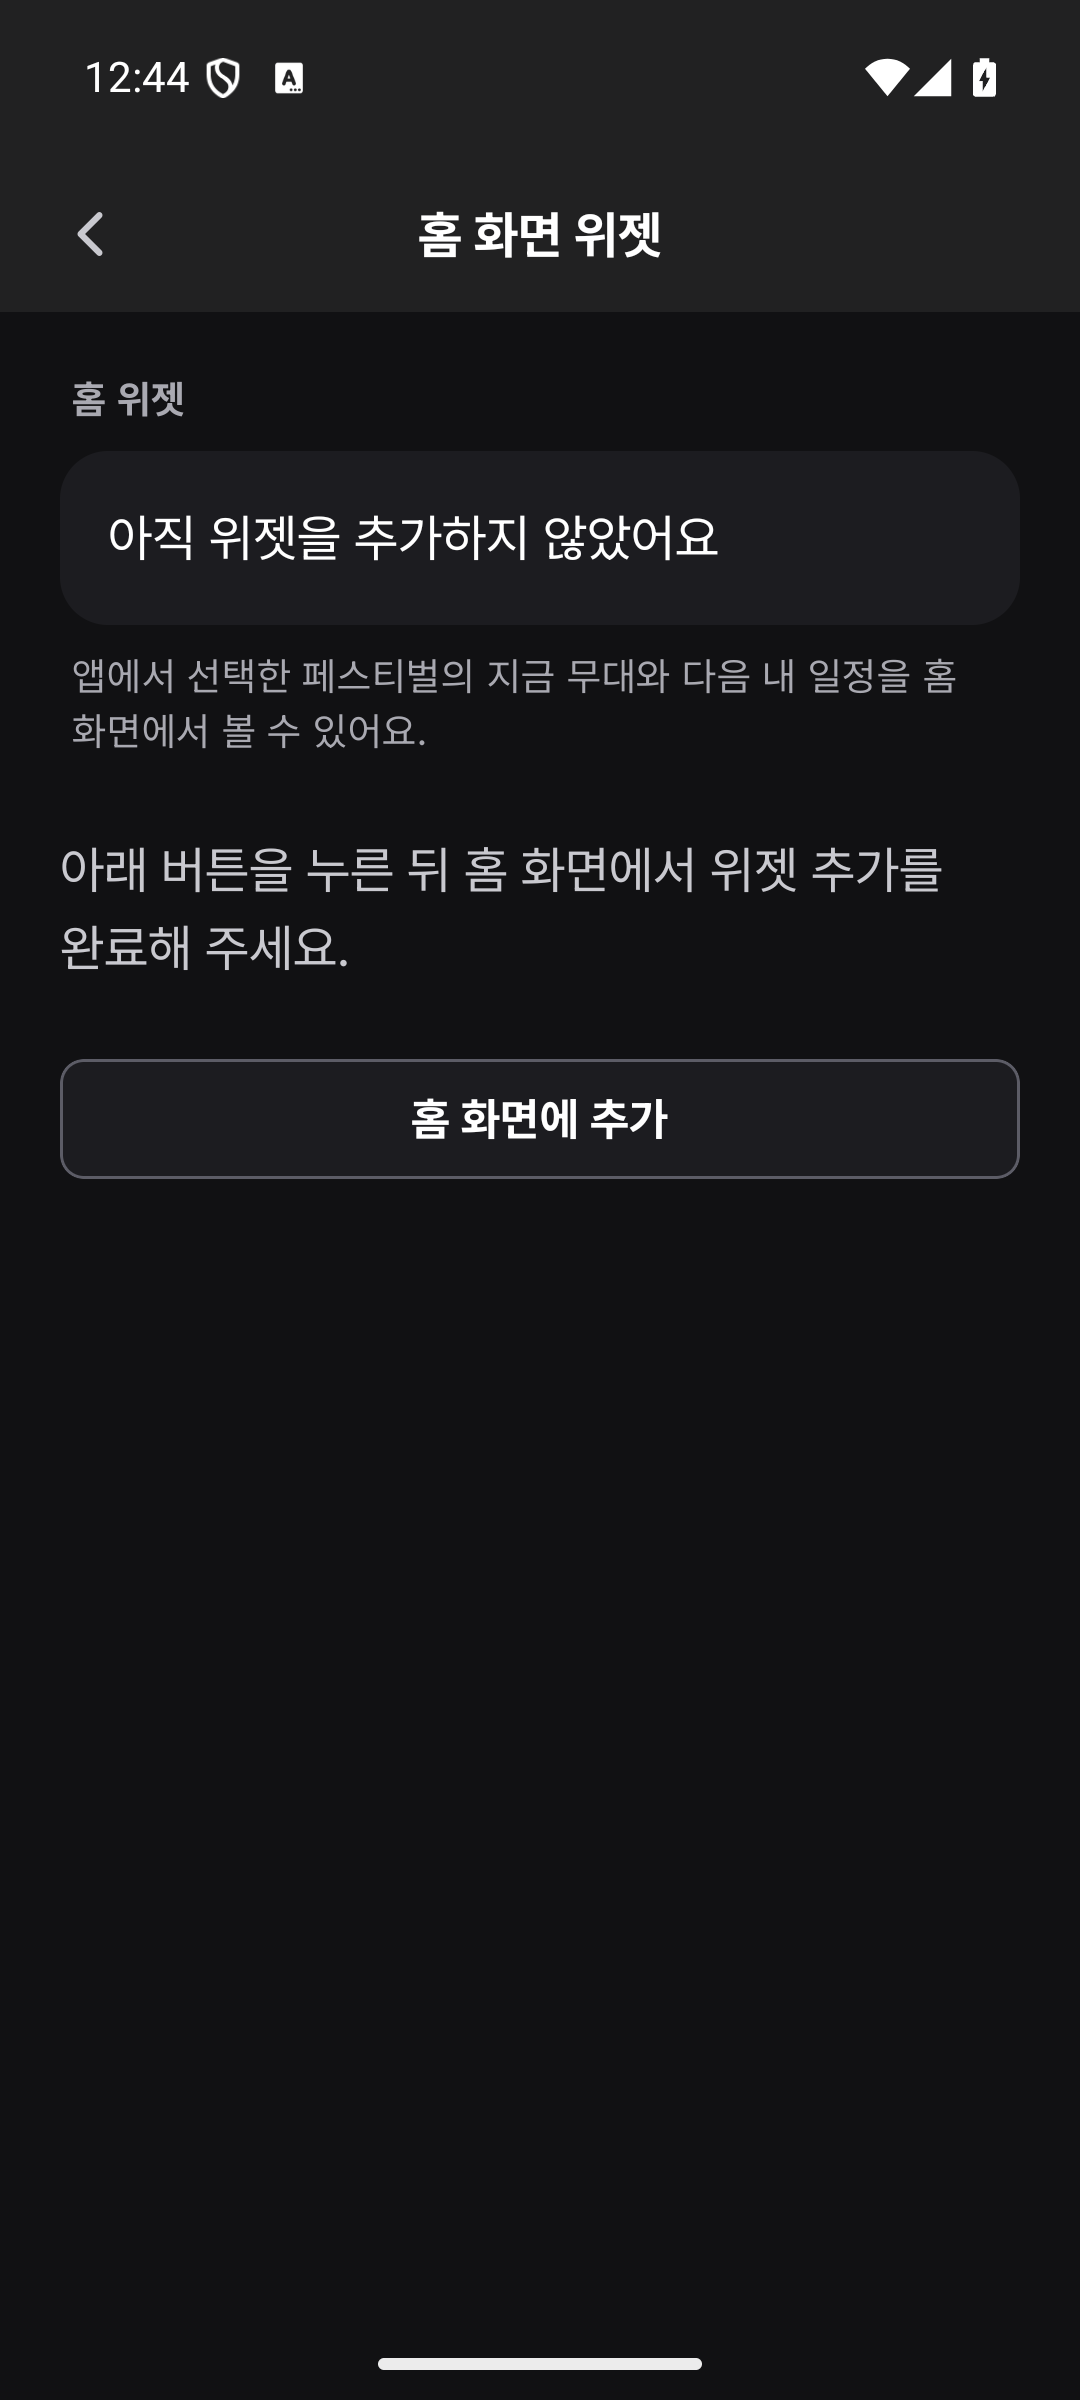 12:44
홈 화면 위젯
홈 위젯
아직 위젯을 추가하지 않았어요
앱에서 선택한 페스티벌의 지금 무대와 다음 내 일정을 홈
화면에서 볼 수 있어요.
아래 버튼을 누른 뒤 홈 화면에서 위젯 추가를
완료해 주세요.
홈 화면에 추가